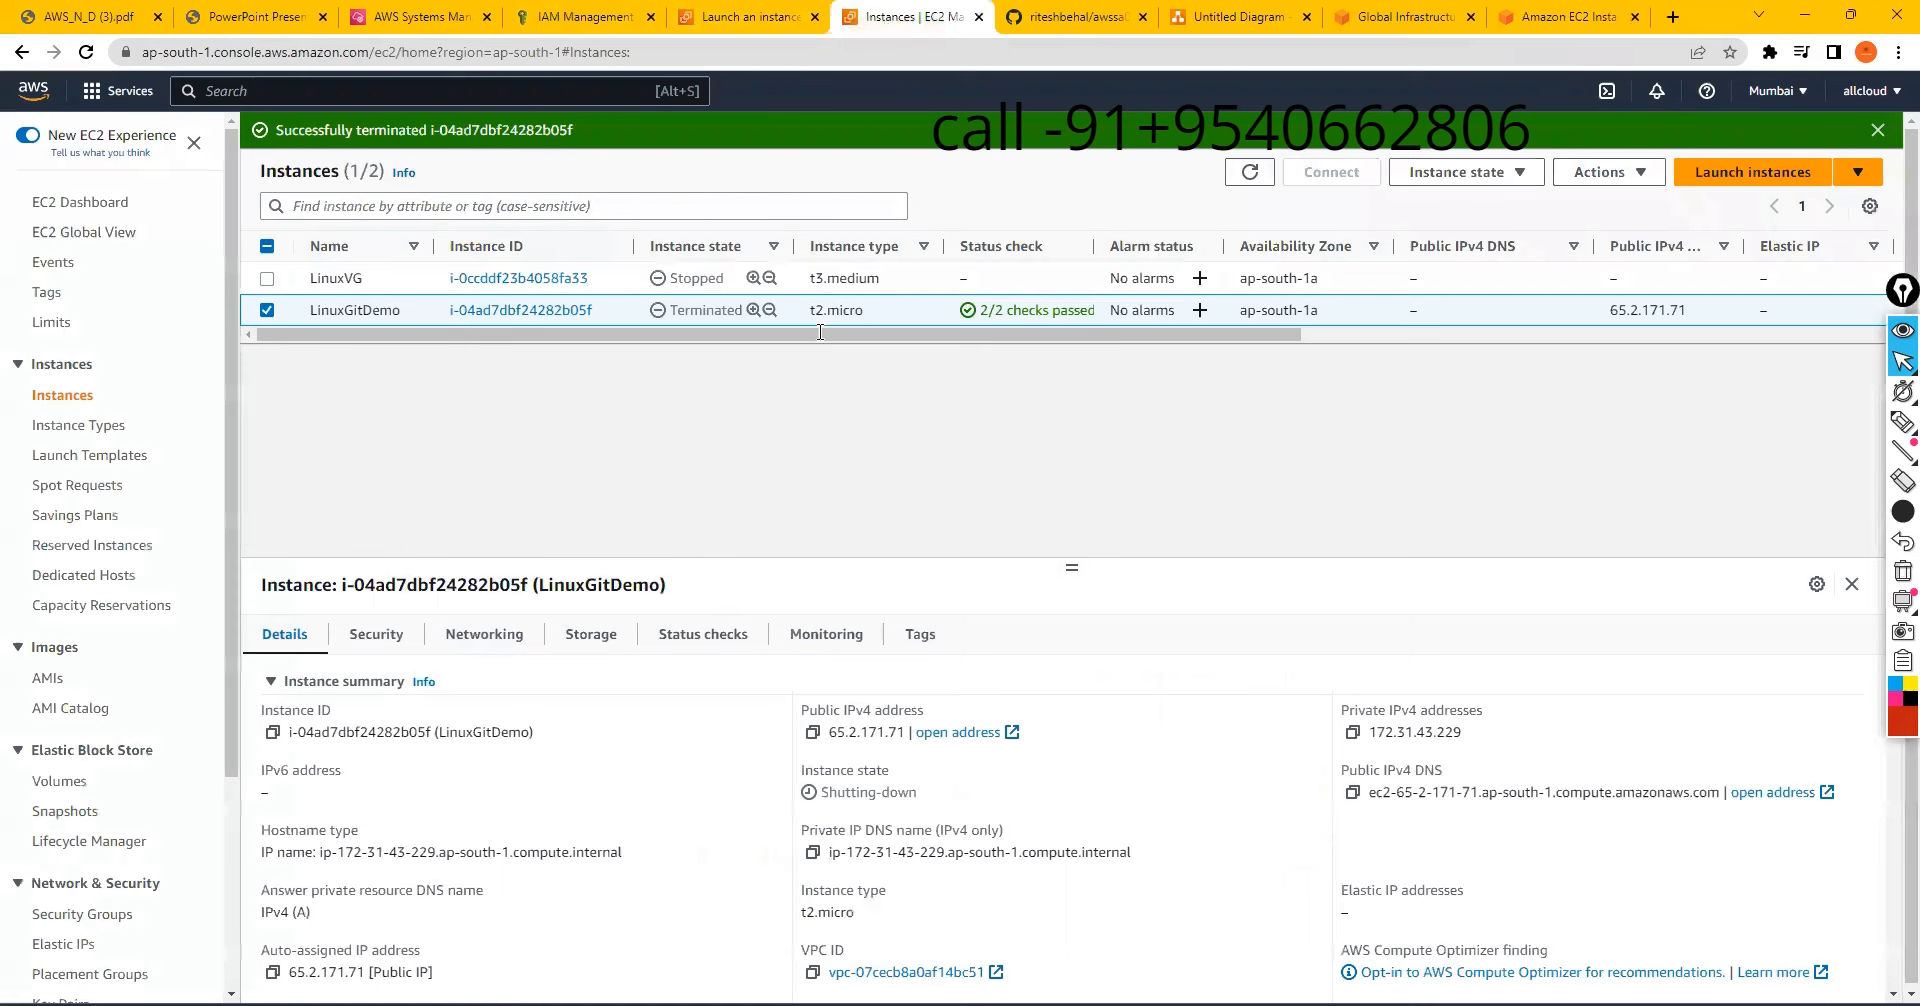 AWS_N_D (3).pdf
PowerPoint Presen
AWS Systems Man
IAM Management
Launch an instance
Instances | EC2 Ma
riteshbehal/awssa
Untitled Diagram
Global Infrastructu
Amazon EC2 Insta
ap-south-1.console.aws.amazon.com/ec2/home?region=ap-south-1#Instances:
aws
Services
Search
[Alt+S]
Mumbai
allcloud
call -91+9540662806
New EC2 Experience
Tell us what you think
EC2 Dashboard
EC2 Global View
Events
Tags
Limits
Instances
Instances
Instance Types
Launch Templates
Spot Requests
Savings Plans
Reserved Instances
Dedicated Hosts
Capacity Reservations
Images
AMIs
AMI Catalog
Elastic Block Store
Volumes
Snapshots
Lifecycle Manager
Network & Security
Security Groups
Elastic IPs
Placement Groups
Key Pairs
Successfully terminated i-04ad7dbf24282b05f
Instances (1/2) Info
Connect
Instance state
Actions
Launch instances
Find instance by attribute or tag (case-sensitive)
1
Name Instance ID Instance state Instance type Status check Alarm status Availability Zone Public IPv4 DNS Public IPv4 ... Elastic IP
LinuxVG i-0ccddf23b4058fa33 Stopped t3.medium – No alarms + ap-south-1a – – –
LinuxGitDemo i-04ad7dbf24282b05f Terminated t2.micro 2/2 checks passed No alarms + ap-south-1a – 65.2.171.71 –
Instance: i-04ad7dbf24282b05f (LinuxGitDemo)
Details Security Networking Storage Status checks Monitoring Tags
Instance summary Info
Instance ID
i-04ad7dbf24282b05f (LinuxGitDemo)
Public IPv4 address
65.2.171.71 | open address
Private IPv4 addresses
172.31.43.229
IPv6 address
–
Instance state
Shutting-down
Public IPv4 DNS
ec2-65-2-171-71.ap-south-1.compute.amazonaws.com | open address
Hostname type
IP name: ip-172-31-43-229.ap-south-1.compute.internal
Private IP DNS name (IPv4 only)
ip-172-31-43-229.ap-south-1.compute.internal
Answer private resource DNS name
IPv4 (A)
Instance type
t2.micro
Elastic IP addresses
–
Auto-assigned IP address
65.2.171.71 [Public IP]
VPC ID
vpc-07cecb8a0af14bc51
AWS Compute Optimizer finding
Opt-in to AWS Compute Optimizer for recommendations. | Learn more